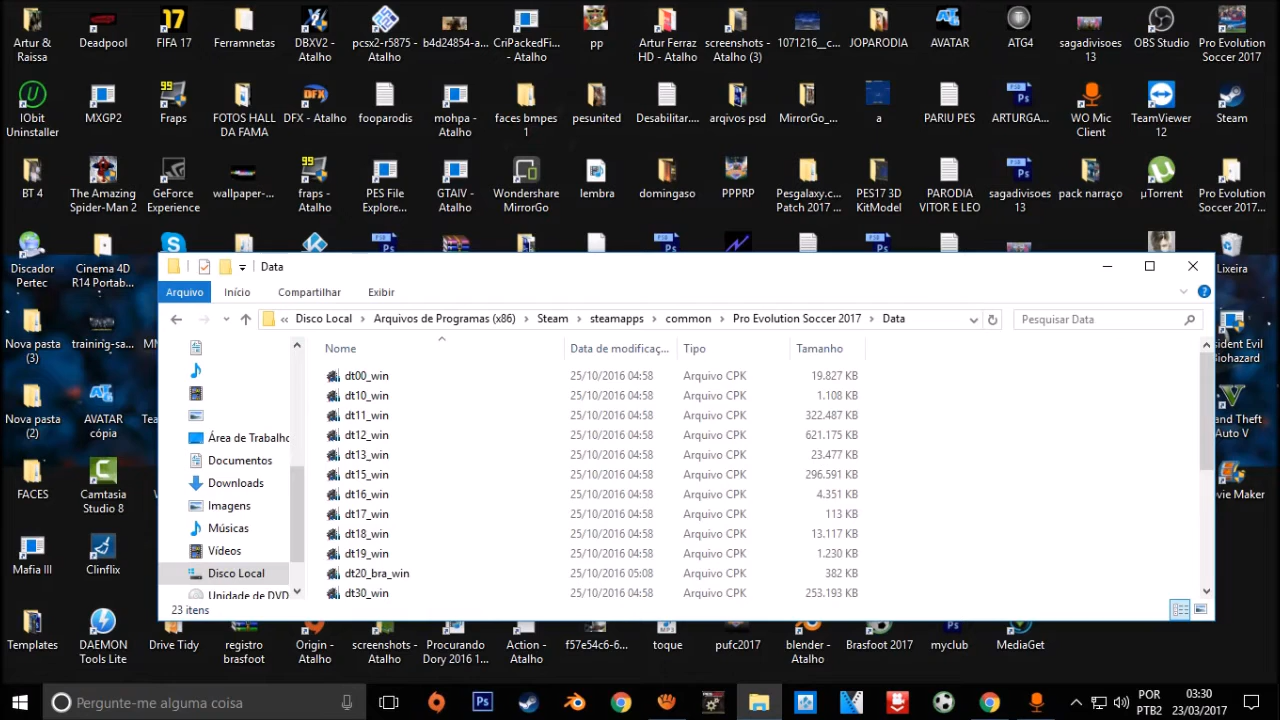 Artur &
Raissa
Deadpool
FIFA 17
Ferramnetas
DBXV2 -
Atalho
pcsx2-r5875 -
Atalho
b4d24854-a...
CriPackedFi...
- Atalho
pp
Artur Ferraz
HD - Atalho
screenshots -
Atalho (3)
1071216__c...
JOPARODIA
AVATAR
ATG4
sagadivisoes
13
OBS Studio
Pro Evolution
Soccer 2017
IObit
Uninstaller
MXGP2
Fraps
FOTOS HALL
DA FAMA
DFX - Atalho
fooparodis
mohpa -
Atalho
faces bmpes
1
pesunited
Desabilitar....
arqivos psd
MirrorGo_...
a
PARIU PES
ARTURGA...
WO Mic
Client
TeamViewer
12
Steam
BT 4
The Amazing
Spider-Man 2
GeForce
Experience
wallpaper-...
fraps -
Atalho
PES File
Explore...
GTAIV -
Atalho
Wondershare
MirrorGo
lembra
domingaso
PPPRP
Pesgalaxy.c...
Patch 2017 ...
PES17 3D
KitModel
PARODIA
VITOR E LEO
sagadivisoes
13
pack narraço
µTorrent
Pro Evolution
Soccer 2017...
Discador
Pertec
Cinema 4D
R14 Portab...
Lixeira
Data
Arquivo
Início
Compartilhar
Exibir
« Disco Local > Arquivos de Programas (x86) > Steam > steamapps > common > Pro Evolution Soccer 2017 > Data
Pesquisar Data
Nova pasta
(3)
training-sa...
sident Evil
Biohazard
Nova pasta
(2)
AVATAR
cópia
and Theft
Auto V
FACES
Camtasia
Studio 8
vie Maker
Mafia III
Clinflix
Área de Trabalho
Documentos
Downloads
Imagens
Músicas
Vídeos
Disco Local
Unidade de DVD
Nome Data de modificaç... Tipo Tamanho
dt00_win 25/10/2016 04:58 Arquivo CPK 19.827 KB
dt10_win 25/10/2016 04:58 Arquivo CPK 1.108 KB
dt11_win 25/10/2016 04:58 Arquivo CPK 322.487 KB
dt12_win 25/10/2016 04:58 Arquivo CPK 621.175 KB
dt13_win 25/10/2016 04:58 Arquivo CPK 23.477 KB
dt15_win 25/10/2016 04:58 Arquivo CPK 296.591 KB
dt16_win 25/10/2016 04:58 Arquivo CPK 4.351 KB
dt17_win 25/10/2016 04:58 Arquivo CPK 113 KB
dt18_win 25/10/2016 04:58 Arquivo CPK 13.117 KB
dt19_win 25/10/2016 04:58 Arquivo CPK 1.230 KB
dt20_bra_win 25/10/2016 05:08 Arquivo CPK 382 KB
dt30_win 25/10/2016 04:58 Arquivo CPK 253.193 KB
23 itens
Templates
DAEMON
Tools Lite
Drive Tidy
registro
brasfoot
Origin -
Atalho
screenshots -
Atalho
Procurando
Dory 2016 1...
Action -
Atalho
f57e54c6-6...
toque
pufc2017
blender -
Atalho
Brasfoot 2017
myclub
MediaGet
Pergunte-me alguma coisa
POR
PTB2
03:30
23/03/2017